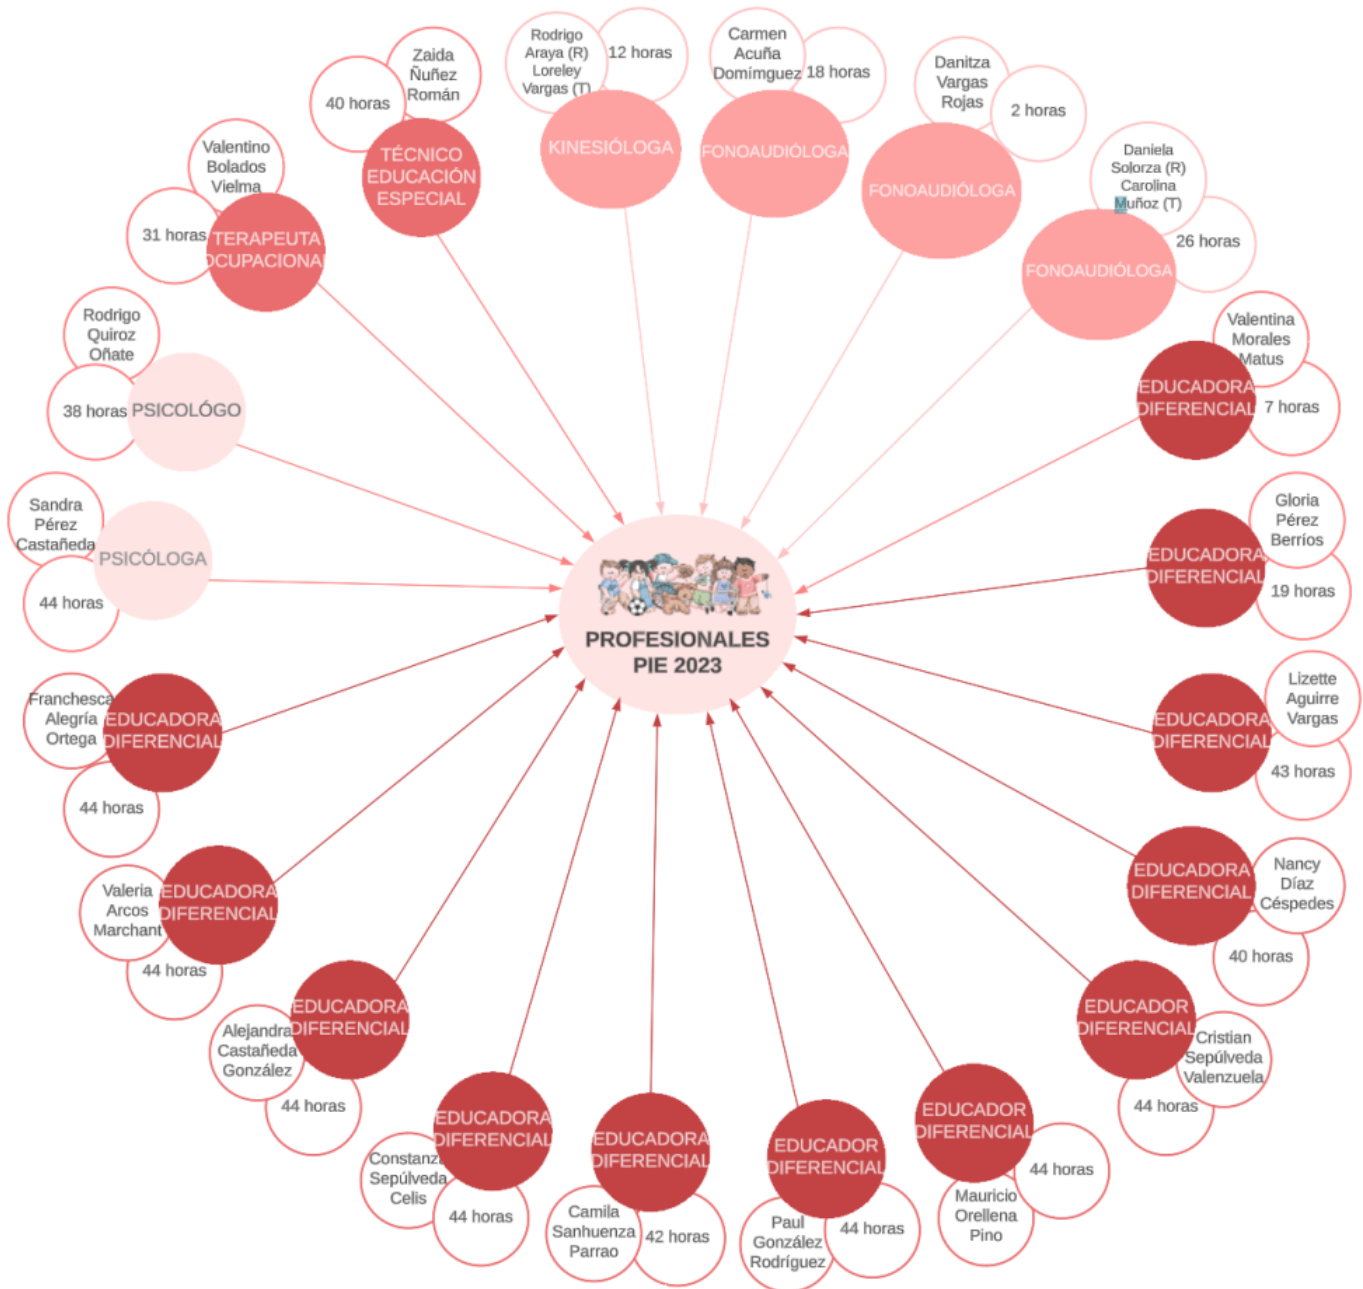 PROFESIONALES
PIE 2023
Rodrigo
Araya (R)
Loreley
Vargas (T)
12 horas
KINESIÓLOGA
Carmen
Acuña
Domímguez
18 horas
FONOAUDIÓLOGA
Danitza
Vargas
Rojas
2 horas
FONOAUDIÓLOGA
Daniela
Solorza (R)
Carolina
Muñoz (T)
26 horas
FONOAUDIÓLOGA
Valentina
Morales
Matus
7 horas
EDUCADORA
DIFERENCIAL
Gloria
Pérez
Berríos
19 horas
EDUCADORA
DIFERENCIAL
Lizette
Aguirre
Vargas
43 horas
EDUCADORA
DIFERENCIAL
Nancy
Díaz
Céspedes
40 horas
EDUCADORA
DIFERENCIAL
Cristian
Sepúlveda
Valenzuela
44 horas
EDUCADOR
DIFERENCIAL
Mauricio
Orellena
Pino
44 horas
EDUCADOR
DIFERENCIAL
Paul
González
Rodríguez
44 horas
EDUCADOR
DIFERENCIAL
Camila
Sanhuenza
Parrao
42 horas
EDUCADORA
DIFERENCIAL
Constanza
Sepúlveda
Celis
44 horas
EDUCADORA
DIFERENCIAL
Alejandra
Castañeda
González
44 horas
EDUCADORA
DIFERENCIAL
Valeria
Arcos
Marchant
44 horas
EDUCADORA
DIFERENCIAL
Franchesca
Alegría
Ortega
44 horas
EDUCADORA
DIFERENCIAL
Sandra
Pérez
Castañeda
44 horas
PSICÓLOGA
Rodrigo
Quiroz
Oñate
38 horas
PSICOLÓGO
Valentino
Bolados
Vielma
31 horas
TERAPEUTA
OCUPACIONAL
Zaida
Ñuñez
Román
40 horas
TÉCNICO
EDUCACIÓN
ESPECIAL